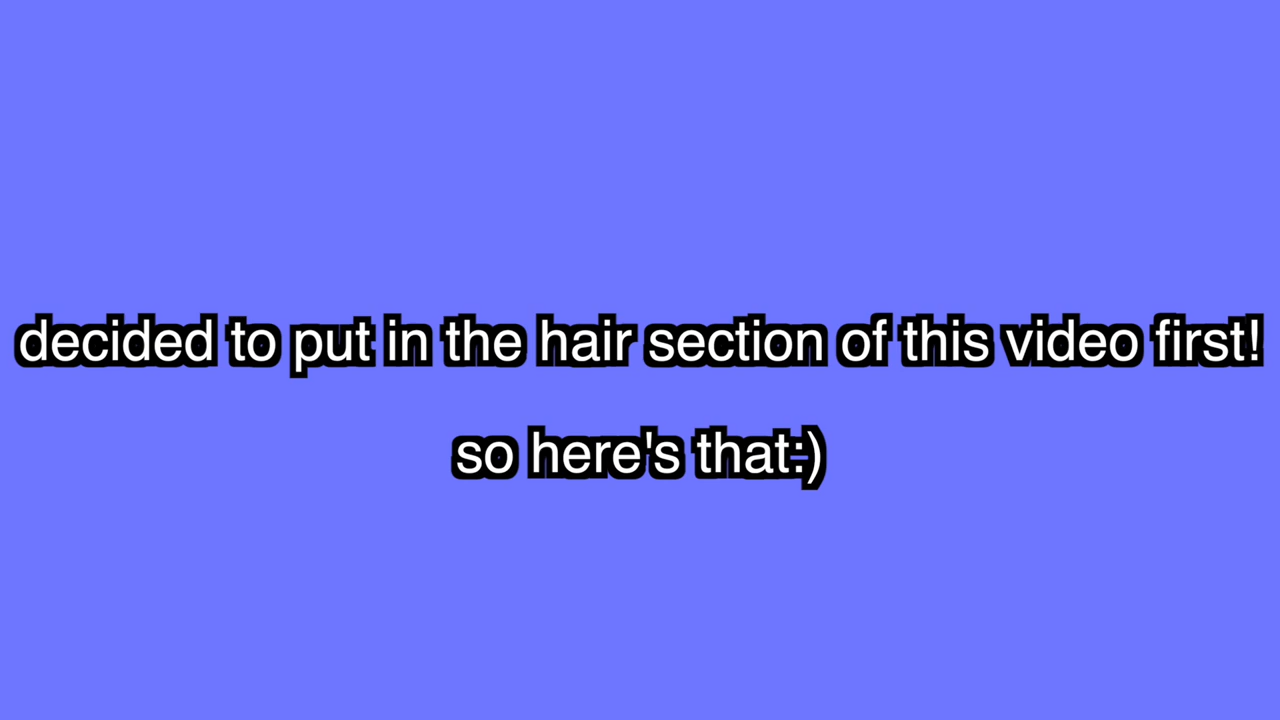 decided to put in the hair section of this video first!
so here's that:)